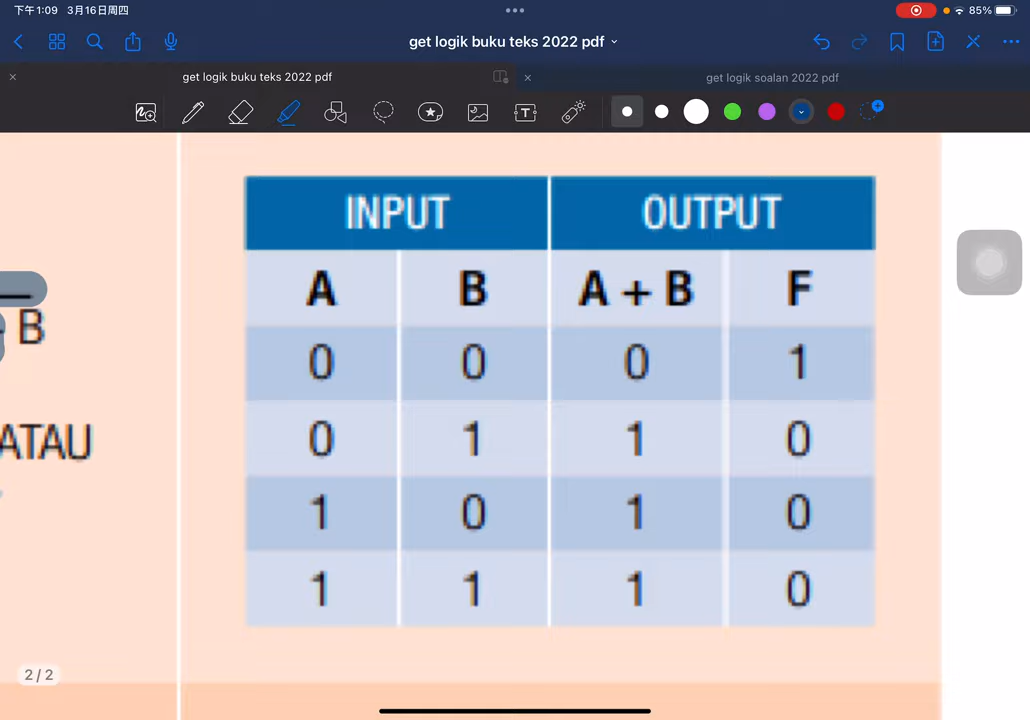 下午1:09 3月16日周四
85%
get logik buku teks 2022 pdf
get logik buku teks 2022 pdf
get logik soalan 2022 pdf
INPUT OUTPUT
A B A + B F
0 0 0 1
B
0 1 1 0
ATAU
1 0 1 0
1 1 1 0
2 / 2